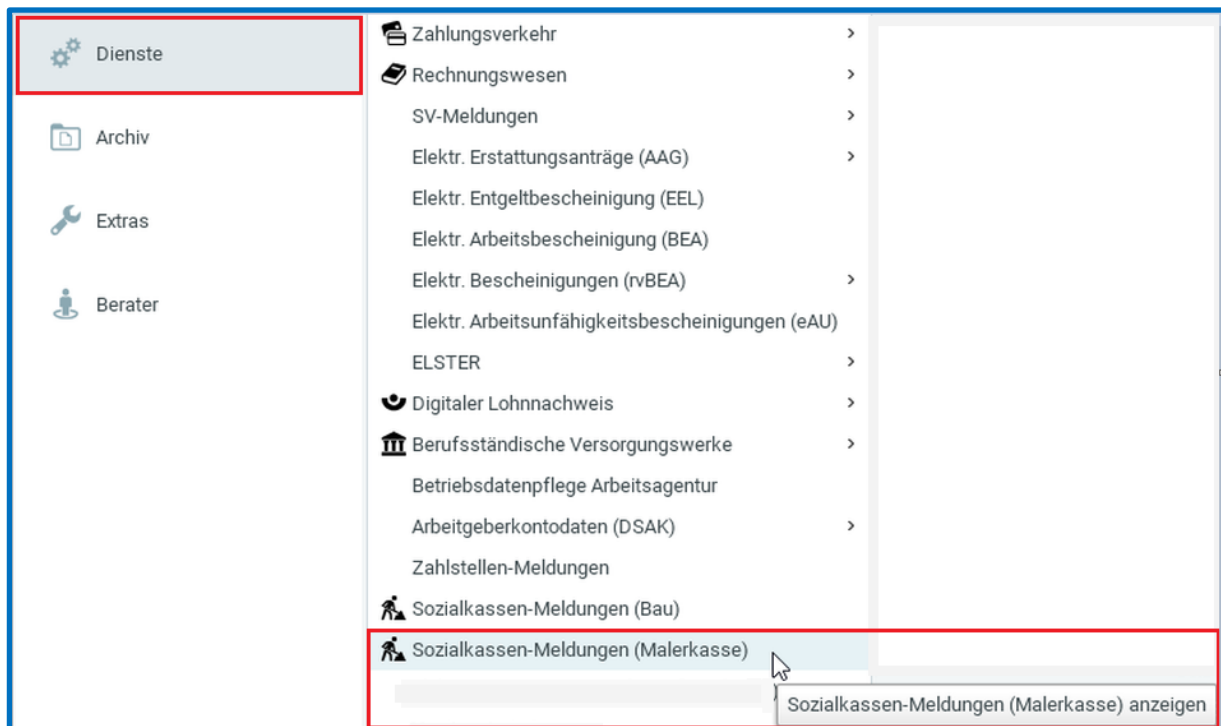 Dienste
Archiv
Extras
Berater
Zahlungsverkehr
Rechnungswesen
SV-Meldungen
Elektr. Erstattungsanträge (AAG)
Elektr. Entgeltbescheinigung (EEL)
Elektr. Arbeitsbescheinigung (BEA)
Elektr. Bescheinigungen (rvBEA)
Elektr. Arbeitsunfähigkeitsbescheinigungen (eAU)
ELSTER
Digitaler Lohnnachweis
Berufsständische Versorgungswerke
Betriebsdatenpflege Arbeitsagentur
Arbeitgeberkontodaten (DSAK)
Zahlstellen-Meldungen
Sozialkassen-Meldungen (Bau)
Sozialkassen-Meldungen (Malerkasse)
Sozialkassen-Meldungen (Malerkasse) anzeigen